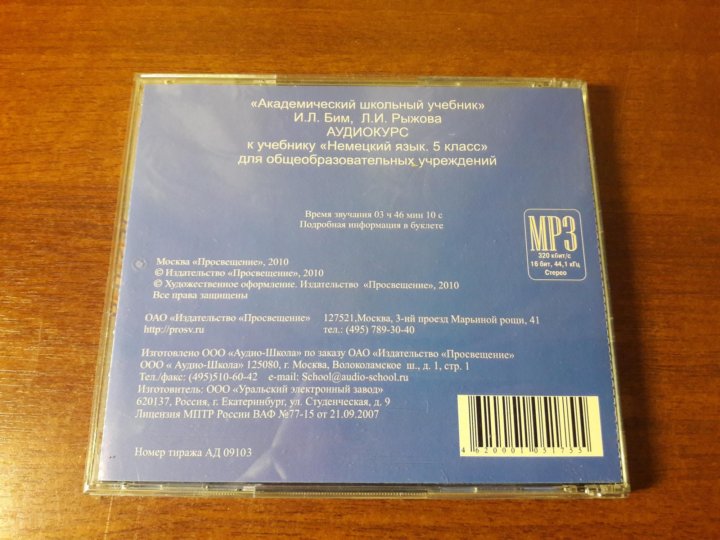 «Академический школьный учебник»
И.Л. Бим, Л.И. Рыжова
АУДИОКУРС
к учебнику «Немецкий язык. 5 класс»
для общеобразовательных учреждений
Время звучания 03 ч 46 мин 10 с
Подробная информация в буклете
MP3
320 кбит/с
16 бит, 44,1 кГц
Стерео
Москва «Просвещение», 2010
© Издательство «Просвещение», 2010
© Художественное оформление. Издательство «Просвещение», 2010
Все права защищены
ОАО «Издательство «Просвещение» 127521,Москва, 3-ий проезд Марьиной рощи, 41
http://prosv.ru тел.: (495) 789-30-40
Изготовлено ООО «Аудио-Школа» по заказу ОАО «Издательство «Просвещение»
ООО « Аудио-Школа» 125080, г. Москва, Волоколамское ш., д. 1, стр. 1
Тел./факс: (495)510-60-42 e-mail: School@audio-school.ru
Изготовитель: ООО «Уральский электронный завод»
620137, Россия, г. Екатеринбург, ул. Студенческая, д. 9
Лицензия МПТР России ВАФ №77-15 от 21.09.2007
Номер тиража АД 09103
4620001051755